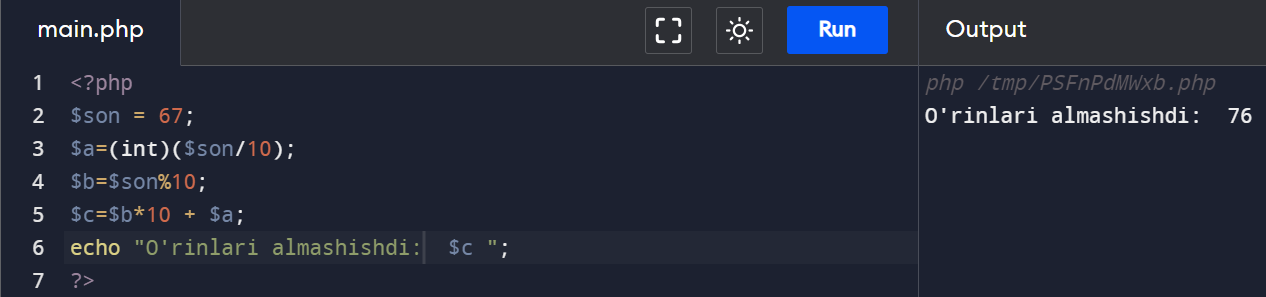 main.php
Run
Output
1 <?php
2 $son = 67;
3 $a=(int)($son/10);
4 $b=$son%10;
5 $c=$b*10 + $a;
6 echo "O'rinlari almashishdi:  $c ";
7 ?>
php /tmp/PSFnPdMWxb.php
O'rinlari almashishdi:  76